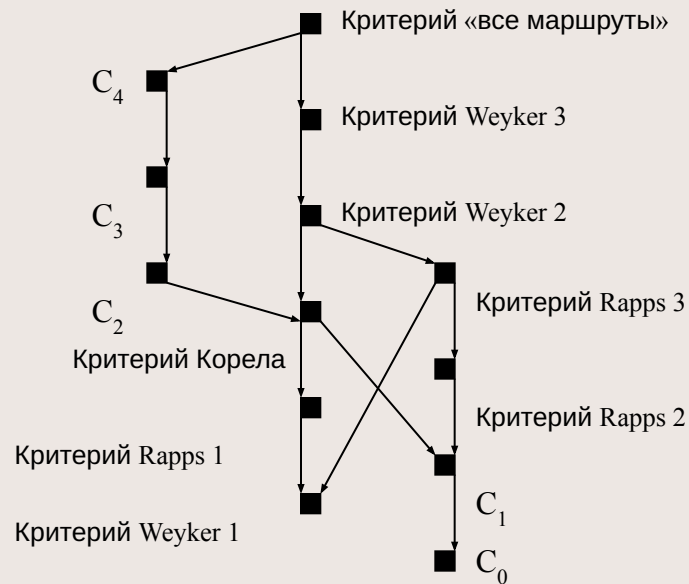 Критерий «все маршруты»
C4
Критерий Weyker 3
C3
Критерий Weyker 2
C2
Критерий Rapps 3
Критерий Корела
Критерий Rapps 2
Критерий Rapps 1
C1
Критерий Weyker 1
C0